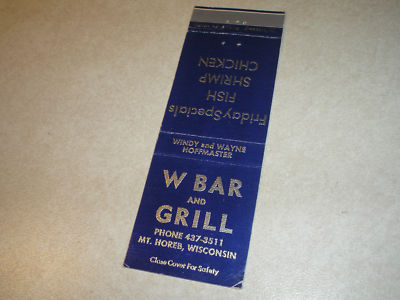 Friday Specials
FISH
SHRIMP
CHICKEN
WINDY and WAYNE
HOFFMASTER
W BAR
AND
GRILL
PHONE 437-3511
MT. HOREB, WISCONSIN
Close Cover For Safety